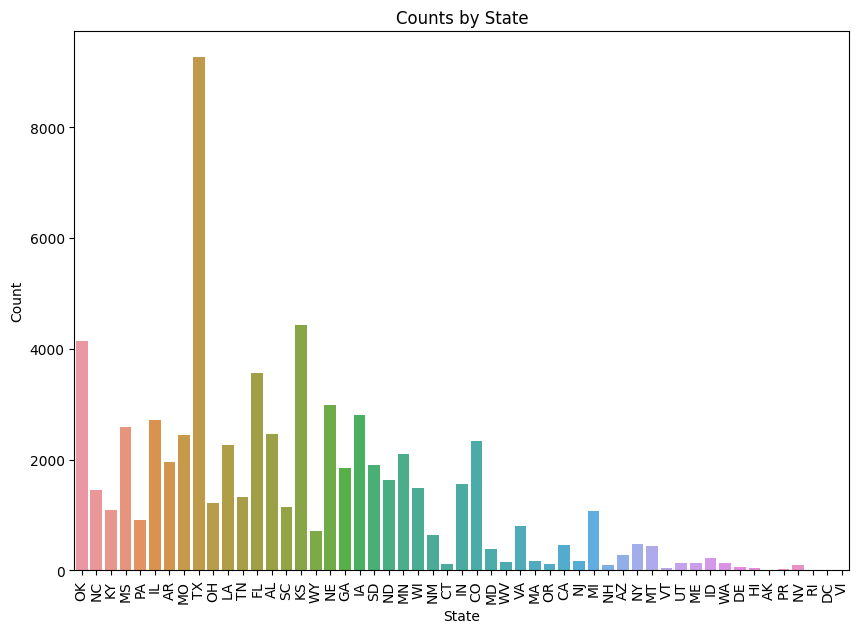 Counts by State
Count
8000
6000
4000
2000
0
OK NC KY MS PA IL AR MO TX OH LA TN FL AL SC KS WY NE GA IA SD ND MN WI NM CT IN CO MD WV VA MA OR CA NJ MI NH AZ NY MT VT UT ME ID WA DE HI AK PR NV RI DC VI
State